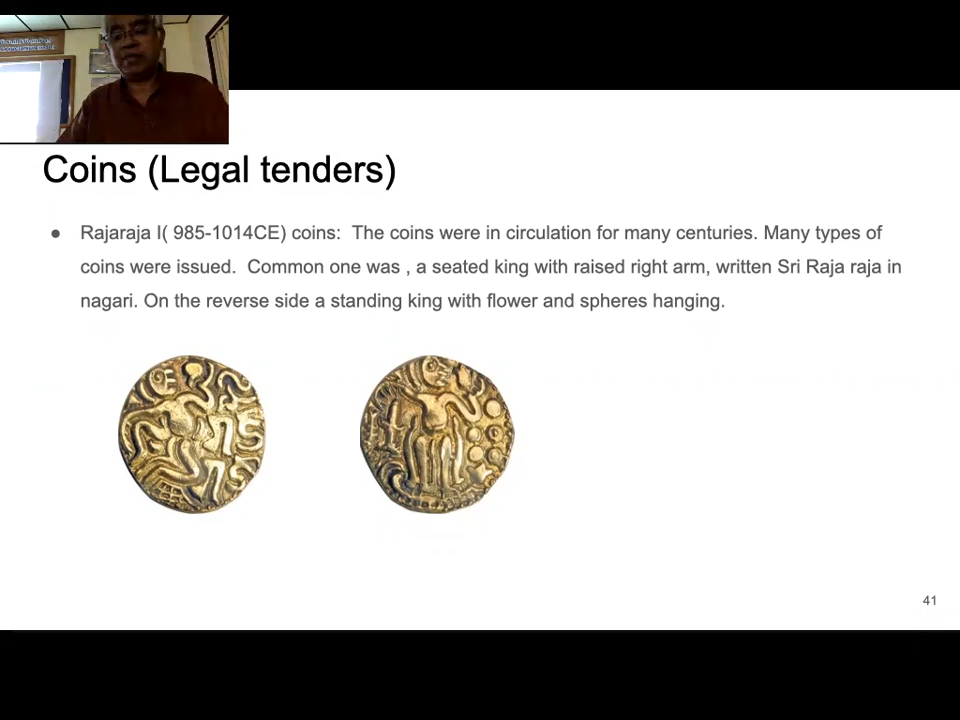 Coins (Legal tenders)
● Rajaraja I( 985-1014CE) coins:  The coins were in circulation for many centuries. Many types of
coins were issued.  Common one was , a seated king with raised right arm, written Sri Raja raja in
nagari. On the reverse side a standing king with flower and spheres hanging.
41